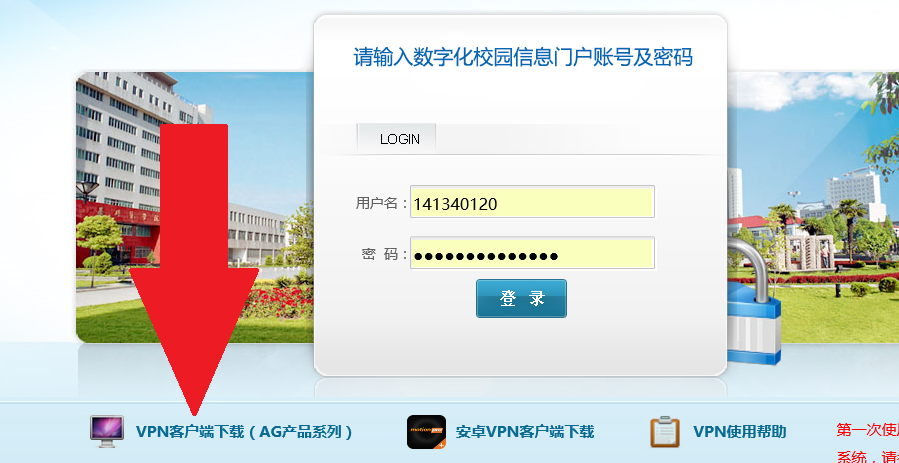 请输入数字化校园信息门户账号及密码
LOGIN
用户名：141340120
密 码：●●●●●●●●●●●●●●
登 录
VPN客户端下载（AG产品系列）
motionpro
安卓VPN客户端下载
VPN使用帮助
第一次使用
系统，请